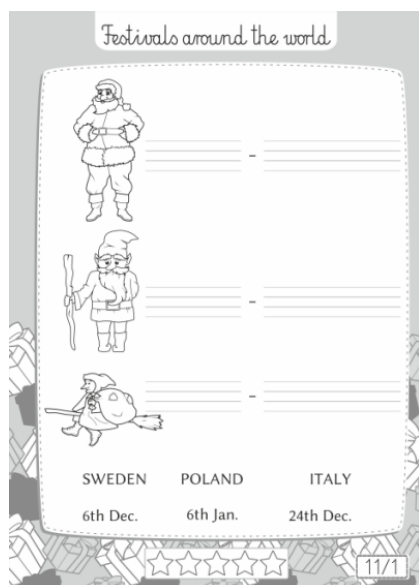 Festivals around the world
-
-
-
SWEDEN POLAND ITALY
6th Dec. 6th Jan. 24th Dec.
11/1